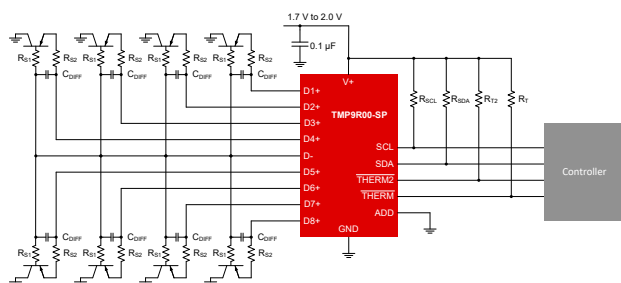 1.7 V to 2.0 V
0.1 µF
RS1 RS2 RS1 RS2 RS1 RS2 RS1 RS2
CDIFF CDIFF CDIFF CDIFF
V+
TMP9R00-SP
D1+
D2+
D3+
D4+
D-
D5+
D6+
D7+
D8+
SCL
SDA
THERM2
THERM
ADD
GND
RSCL RSDA RT2 RT
Controller
CDIFF CDIFF CDIFF CDIFF
RS1 RS2 RS1 RS2 RS1 RS2 RS1 RS2